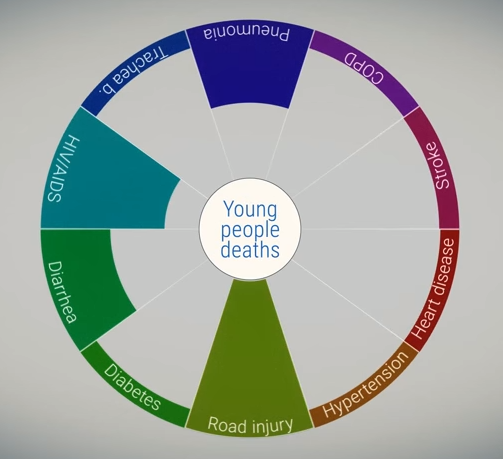 Pneumonia
COPD
Stroke
Heart disease
Hypertension
Road injury
Diabetes
Diarrhea
HIV/AIDS
Trachea b.
Young
people
deaths